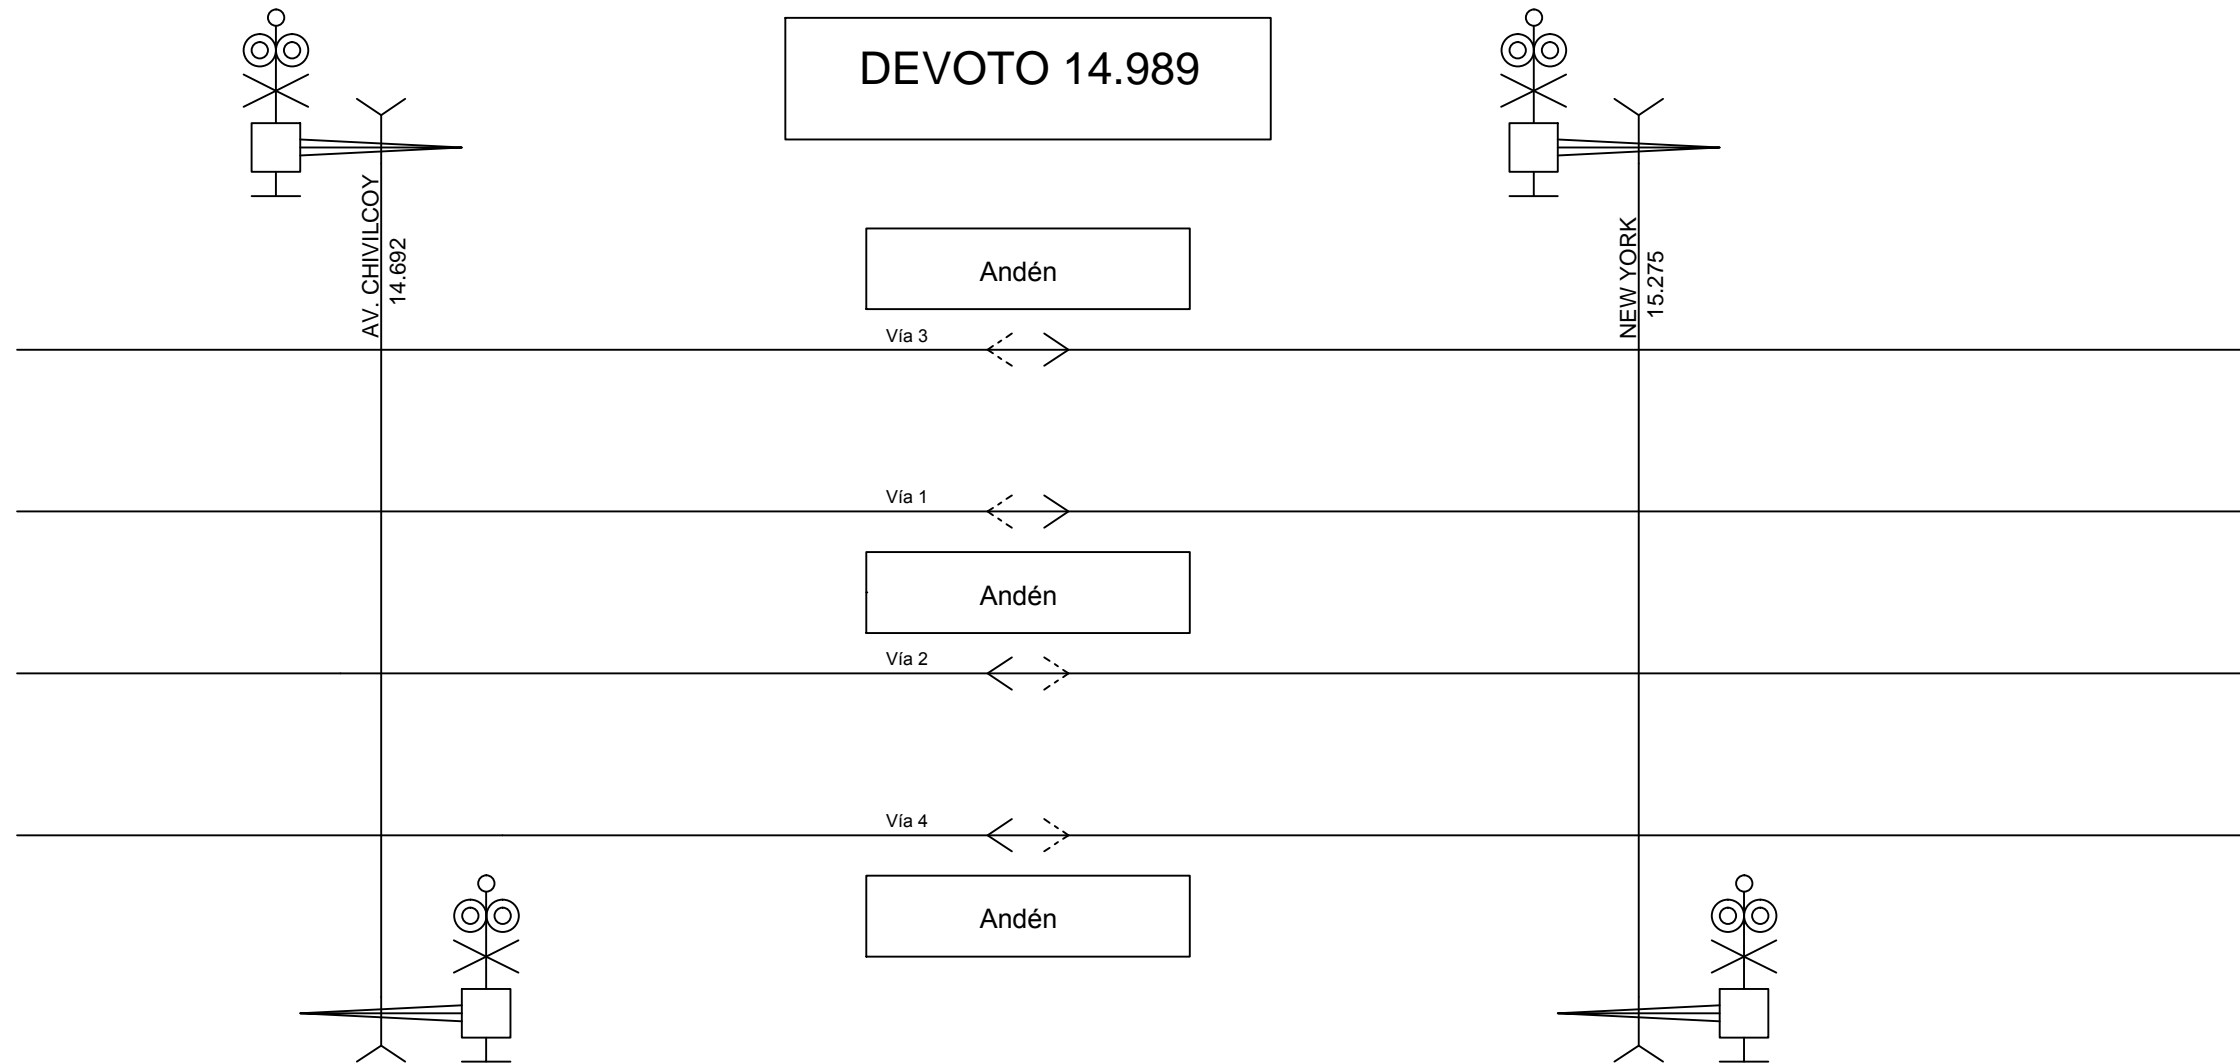 DEVOTO 14.989
AV. CHIVILCOY
14.692
NEW YORK
15.275
Andén
Vía 3
Vía 1
Andén
Vía 2
Vía 4
Andén